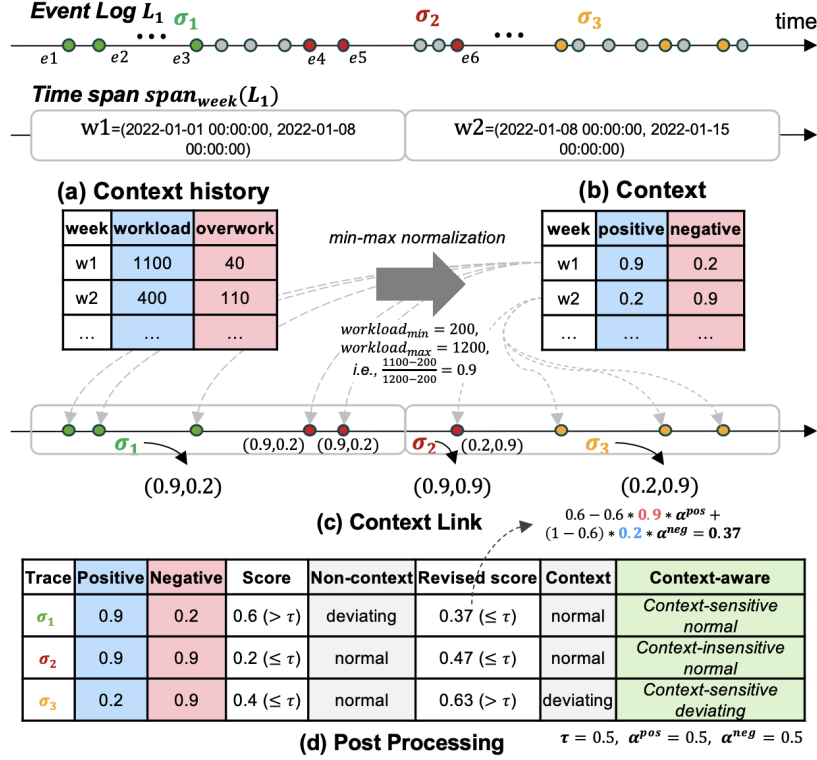 Event Log L₁
σ₁
σ₂
σ₃
time
e1
e2
e3
e4
e5
e6
Time span span_week(L₁)
w1=(2022-01-01 00:00:00, 2022-01-08
00:00:00)
w2=(2022-01-08 00:00:00, 2022-01-15
00:00:00)
(a) Context history
week workload overwork
w1 1100 40
w2 400 110
... ... ...
min-max normalization
workload_min = 200,
workload_max = 1200,
i.e., (1100−200)/(1200−200) = 0.9
(b) Context
week positive negative
w1 0.9 0.2
w2 0.2 0.9
... ... ...
σ₁
(0.9,0.2)
(0.9,0.2)
σ₂
(0.2,0.9)
σ₃
(0.9,0.2)
(0.9,0.9)
(0.2,0.9)
(c) Context Link
0.6 − 0.6 * 0.9 * α^pos +
(1 − 0.6) * 0.2 * α^neg = 0.37
Trace Positive Negative Score Non-context Revised score Context Context-aware
σ₁ 0.9 0.2 0.6 (> τ) deviating 0.37 (≤ τ) normal Context-sensitive
normal
σ₂ 0.9 0.9 0.2 (≤ τ) normal 0.47 (≤ τ) normal Context-insensitive
normal
σ₃ 0.2 0.9 0.4 (≤ τ) normal 0.63 (> τ) deviating Context-sensitive
deviating
(d) Post Processing
τ = 0.5, α^pos = 0.5, α^neg = 0.5